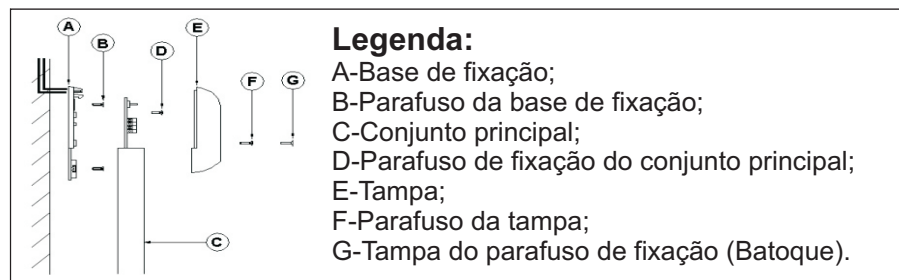 A
B
E
D
F
G
C
Legenda:
A-Base de fixação;
B-Parafuso da base de fixação;
C-Conjunto principal;
D-Parafuso de fixação do conjunto principal;
E-Tampa;
F-Parafuso da tampa;
G-Tampa do parafuso de fixação (Batoque).